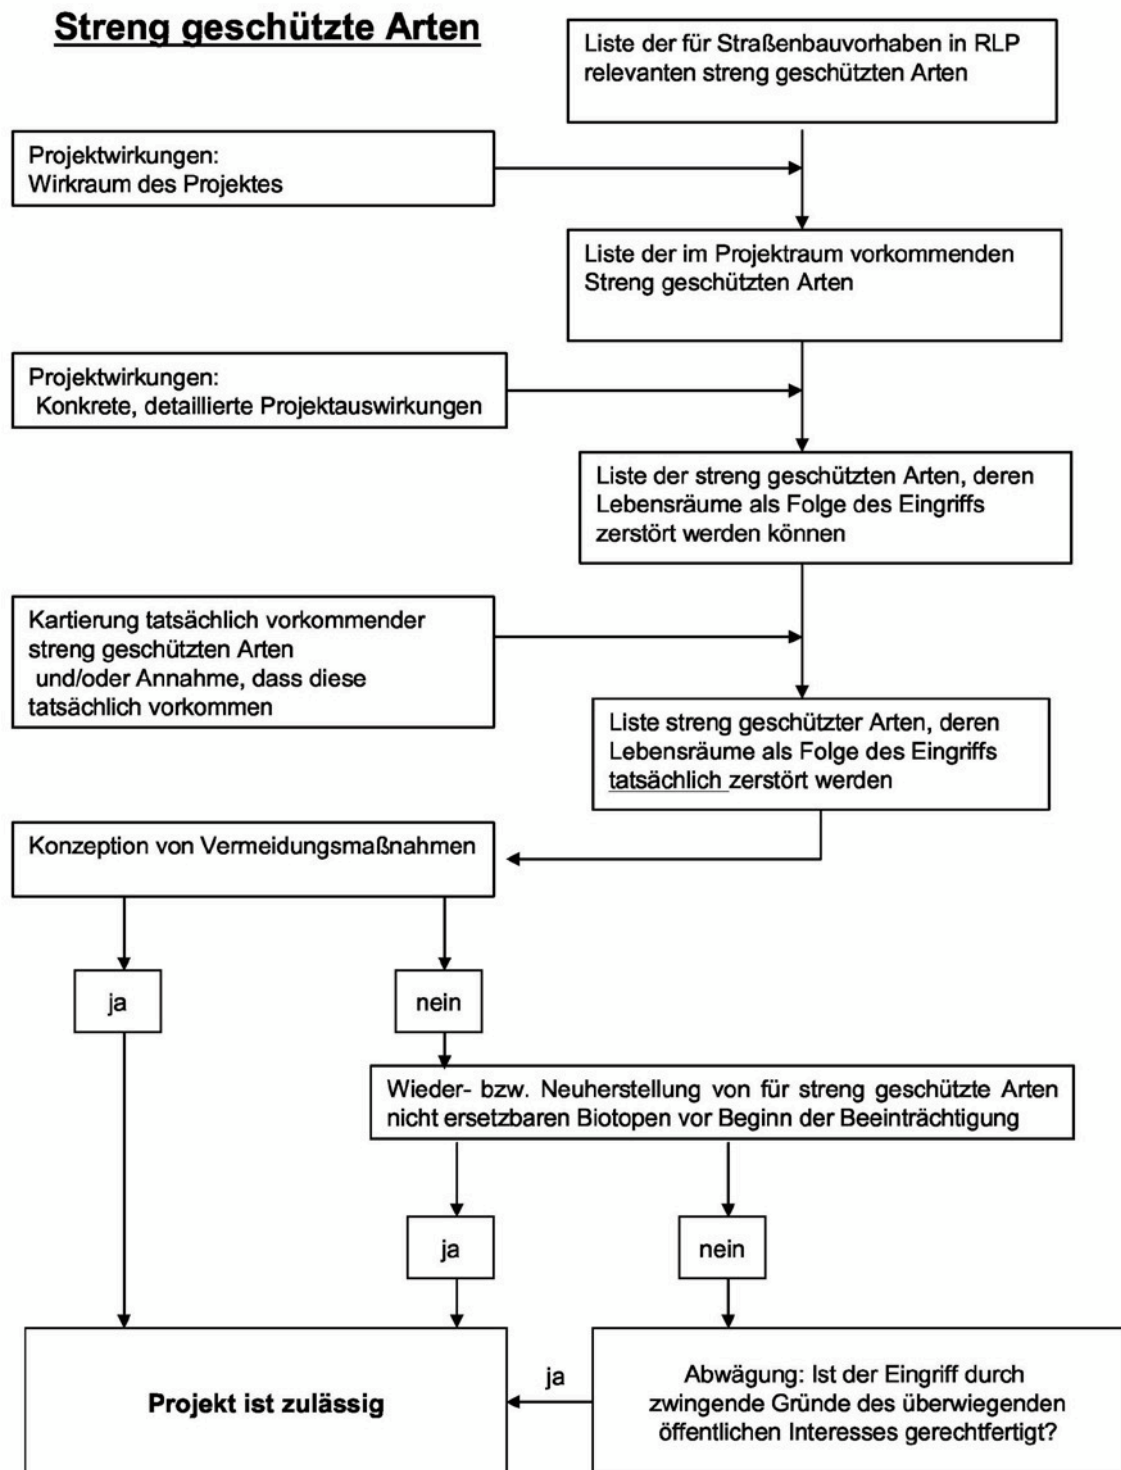 Streng geschützte Arten
Liste der für Straßenbauvorhaben in RLP
relevanten streng geschützten Arten
Projektwirkungen:
Wirkraum des Projektes
Liste der im Projektraum vorkommenden
Streng geschützten Arten
Projektwirkungen:
Konkrete, detaillierte Projektauswirkungen
Liste der streng geschützten Arten, deren
Lebensräume als Folge des Eingriffs
zerstört werden können
Kartierung tatsächlich vorkommender
streng geschützten Arten
und/oder Annahme, dass diese
tatsächlich vorkommen
Liste streng geschützter Arten, deren
Lebensräume als Folge des Eingriffs
tatsächlich zerstört werden
Konzeption von Vermeidungsmaßnahmen
ja
nein
Wieder- bzw. Neuherstellung von für streng geschützte Arten
nicht ersetzbaren Biotopen vor Beginn der Beeinträchtigung
ja
nein
Projekt ist zulässig
ja
Abwägung: Ist der Eingriff durch
zwingende Gründe des überwiegenden
öffentlichen Interesses gerechtfertigt?